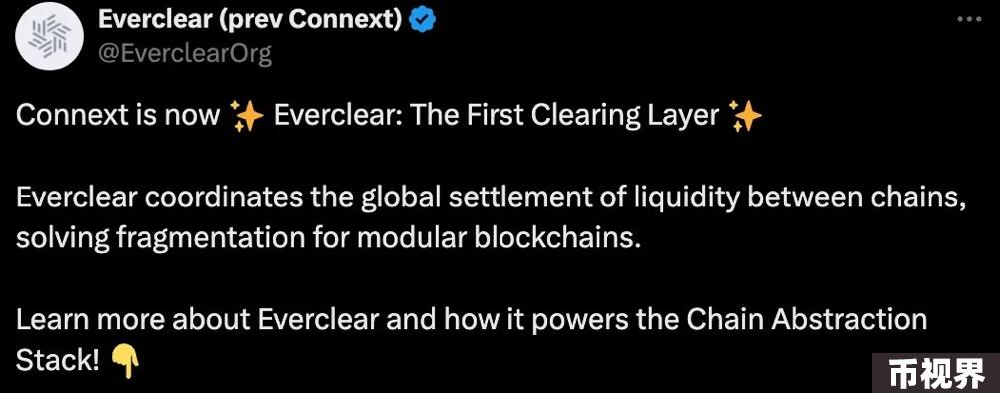 Everclear (prev Connext)
@EverclearOrg
Connext is now ✨ Everclear: The First Clearing Layer ✨
Everclear coordinates the global settlement of liquidity between chains,
solving fragmentation for modular blockchains.
Learn more about Everclear and how it powers the Chain Abstraction
Stack! 👇
币视界